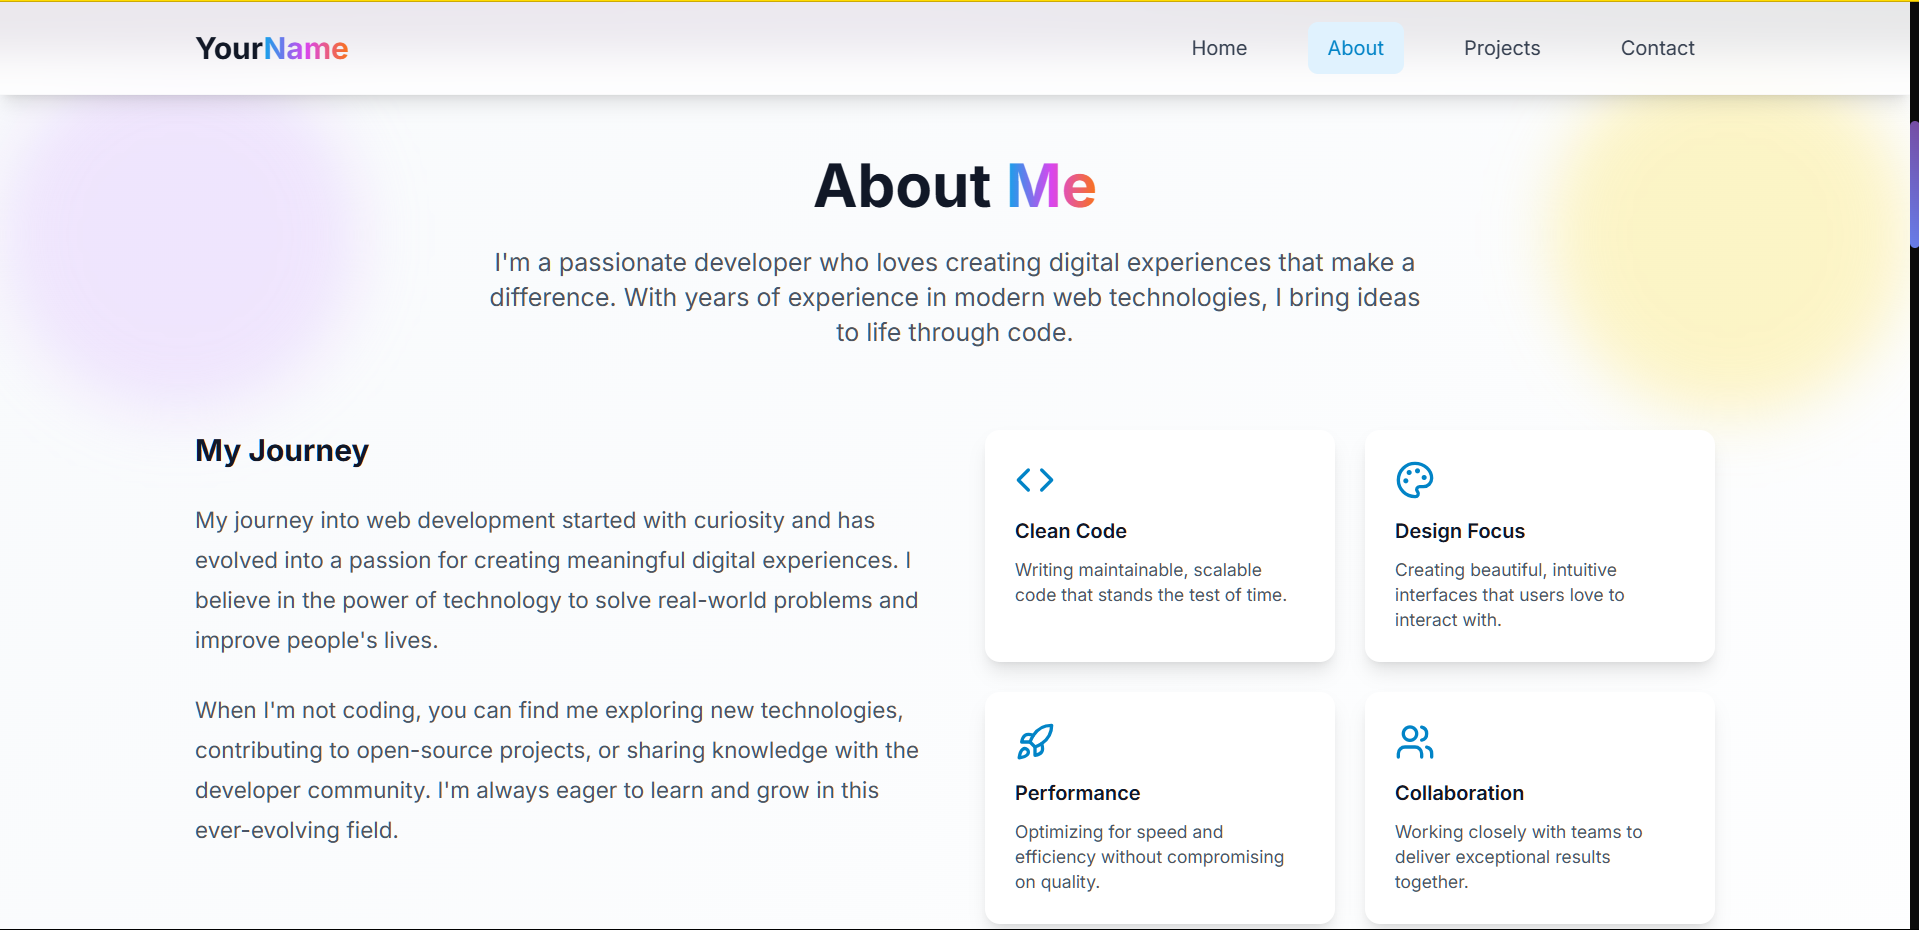 YourName
Home
About
Projects
Contact
About Me
I'm a passionate developer who loves creating digital experiences that make a
difference. With years of experience in modern web technologies, I bring ideas
to life through code.
My Journey
My journey into web development started with curiosity and has
evolved into a passion for creating meaningful digital experiences. I
believe in the power of technology to solve real-world problems and
improve people's lives.
When I'm not coding, you can find me exploring new technologies,
contributing to open-source projects, or sharing knowledge with the
developer community. I'm always eager to learn and grow in this
ever-evolving field.
Clean Code
Writing maintainable, scalable
code that stands the test of time.
Design Focus
Creating beautiful, intuitive
interfaces that users love to
interact with.
Performance
Optimizing for speed and
efficiency without compromising
on quality.
Collaboration
Working closely with teams to
deliver exceptional results
together.